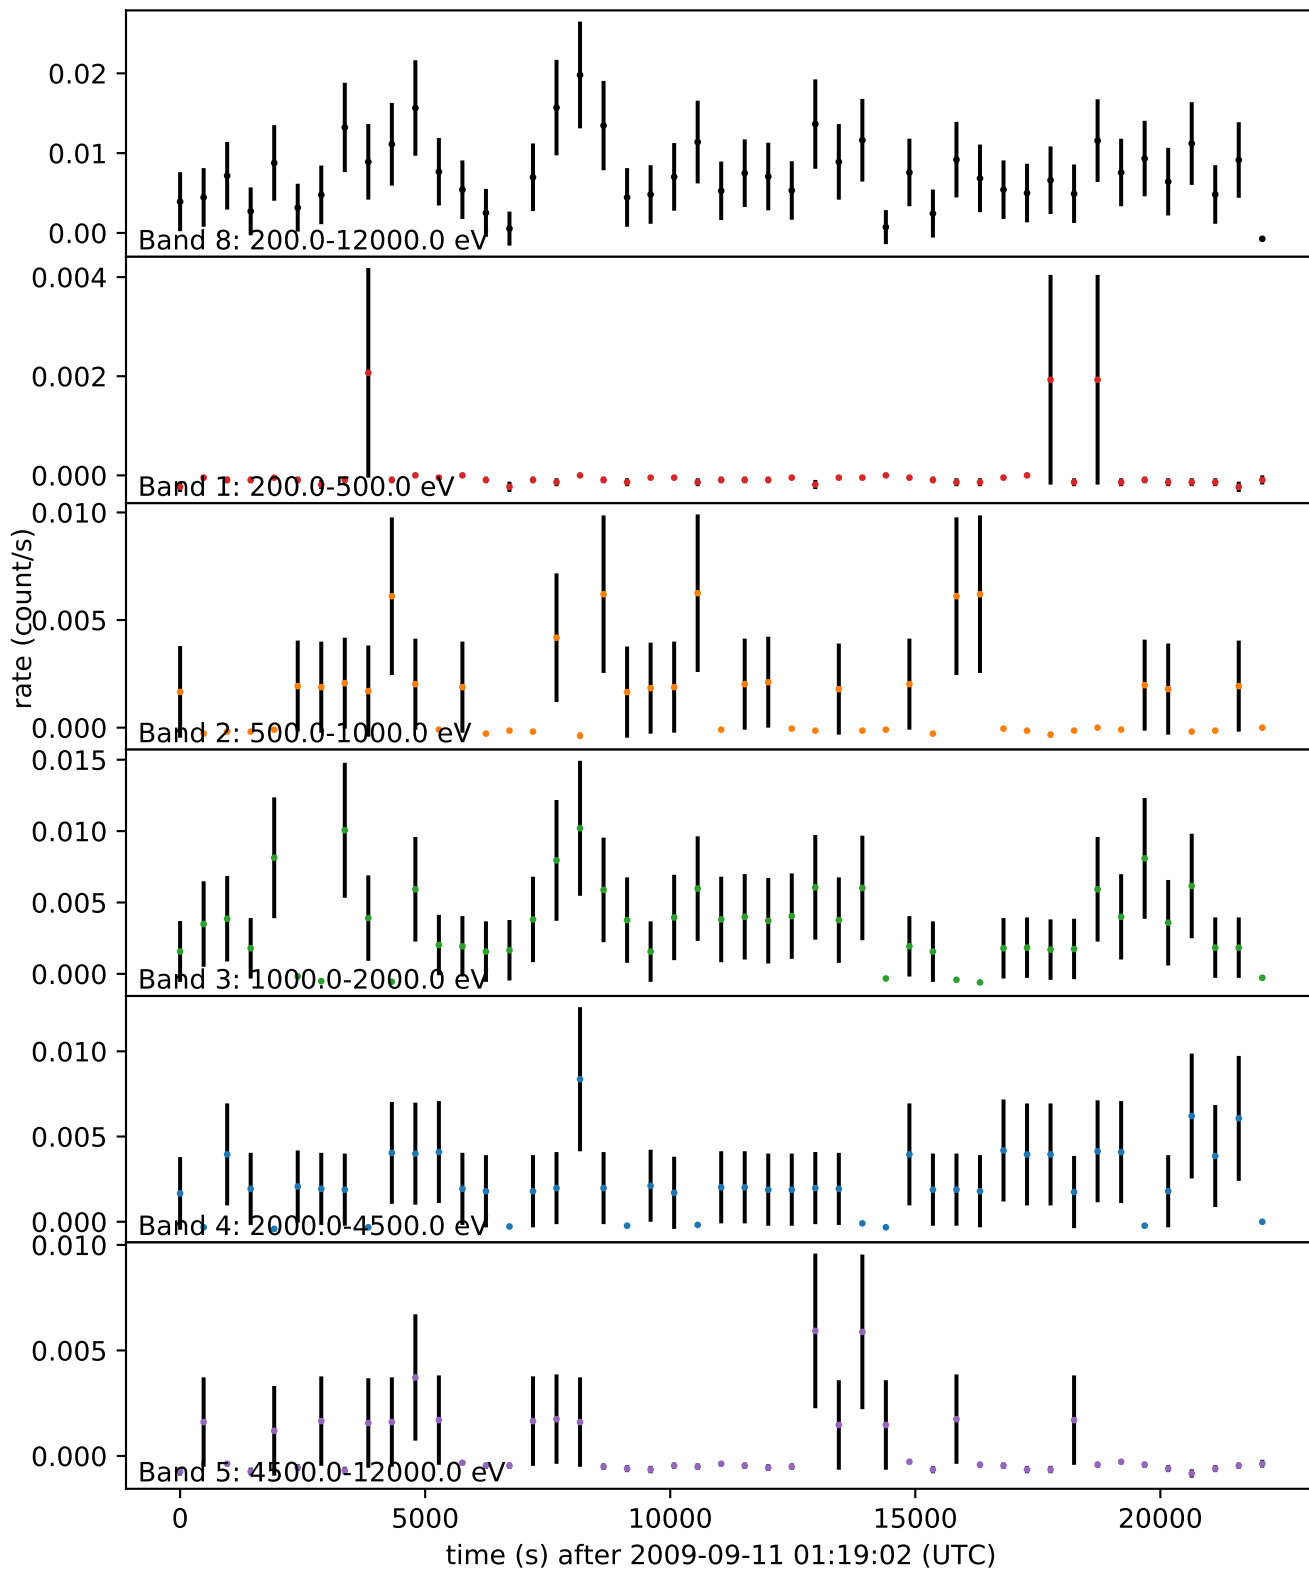 0.02
0.01
0.00
Band 8: 200.0-12000.0 eV
0.004
0.002
0.000
Band 1: 200.0-500.0 eV
0.010
0.005
0.000
Band 2: 500.0-1000.0 eV
rate (count/s)
0.015
0.010
0.005
0.000
Band 3: 1000.0-2000.0 eV
0.010
0.005
0.000
Band 4: 2000.0-4500.0 eV
0.010
0.005
0.000
Band 5: 4500.0-12000.0 eV
0 5000 10000 15000 20000
time (s) after 2009-09-11 01:19:02 (UTC)